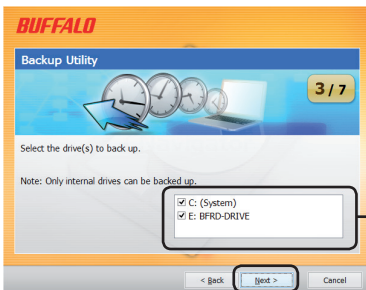 BUFFALO
Backup Utility
3 / 7
Select the drive(s) to back up.
Note: Only internal drives can be backed up.
C: (System)
E: BFRD-DRIVE
< Back
Next >
Cancel